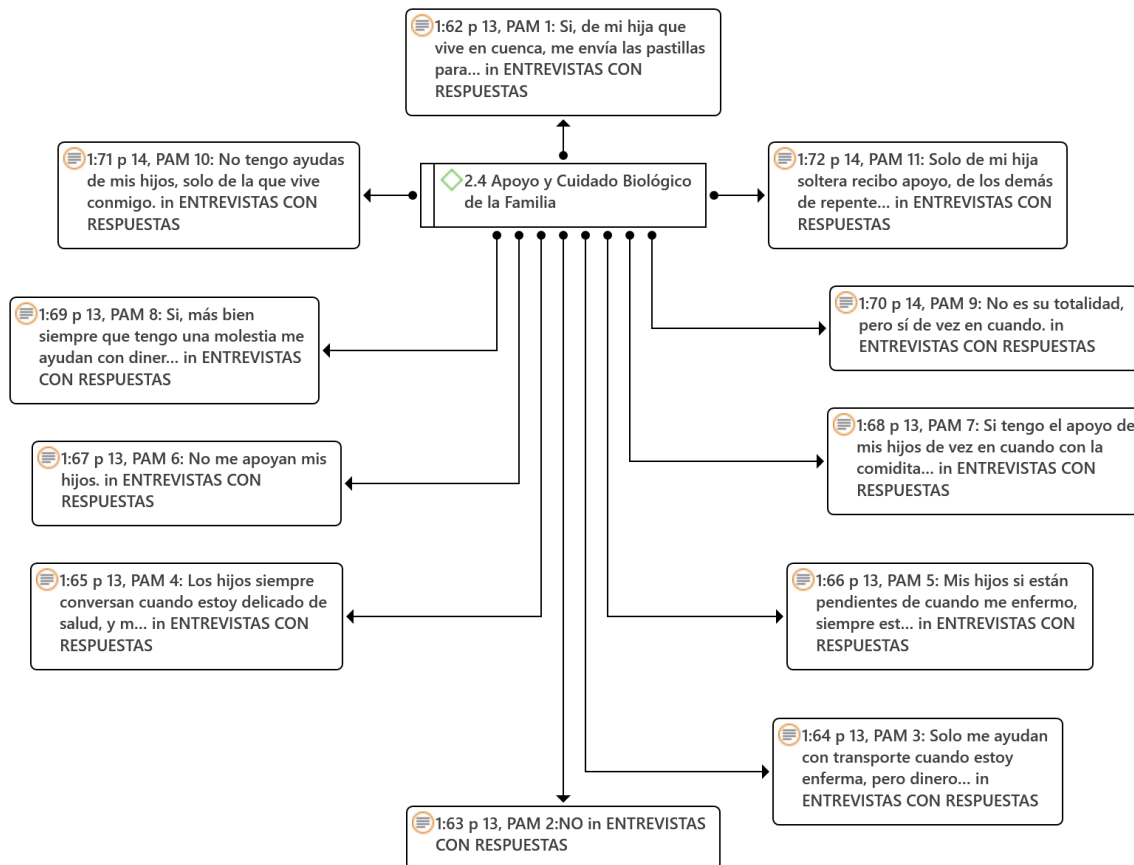 1:62 p 13, PAM 1: Si, de mi hija que
vive en cuenca, me envía las pastillas
para... in ENTREVISTAS CON
RESPUESTAS
1:71 p 14, PAM 10: No tengo ayudas
de mis hijos, solo de la que vive
conmigo. in ENTREVISTAS CON
RESPUESTAS
2.4 Apoyo y Cuidado Biológico
de la Familia
1:72 p 14, PAM 11: Solo de mi hija
soltera recibo apoyo, de los demás
de repente... in ENTREVISTAS CON
RESPUESTAS
1:69 p 13, PAM 8: Si, más bien
siempre que tengo una molestia me
ayudan con diner... in ENTREVISTAS
CON RESPUESTAS
1:70 p 14, PAM 9: No es su totalidad,
pero sí de vez en cuando. in
ENTREVISTAS CON RESPUESTAS
1:67 p 13, PAM 6: No me apoyan mis
hijos. in ENTREVISTAS CON
RESPUESTAS
1:68 p 13, PAM 7: Si tengo el apoyo de
mis hijos de vez en cuando con la
comidita... in ENTREVISTAS CON
RESPUESTAS
1:65 p 13, PAM 4: Los hijos siempre
conversan cuando estoy delicado de
salud, y m... in ENTREVISTAS CON
RESPUESTAS
1:66 p 13, PAM 5: Mis hijos si están
pendientes de cuando me enfermo,
siempre est... in ENTREVISTAS CON
RESPUESTAS
1:64 p 13, PAM 3: Solo me ayudan
con transporte cuando estoy
enferma, pero dinero... in
ENTREVISTAS CON RESPUESTAS
1:63 p 13, PAM 2:NO in ENTREVISTAS
CON RESPUESTAS